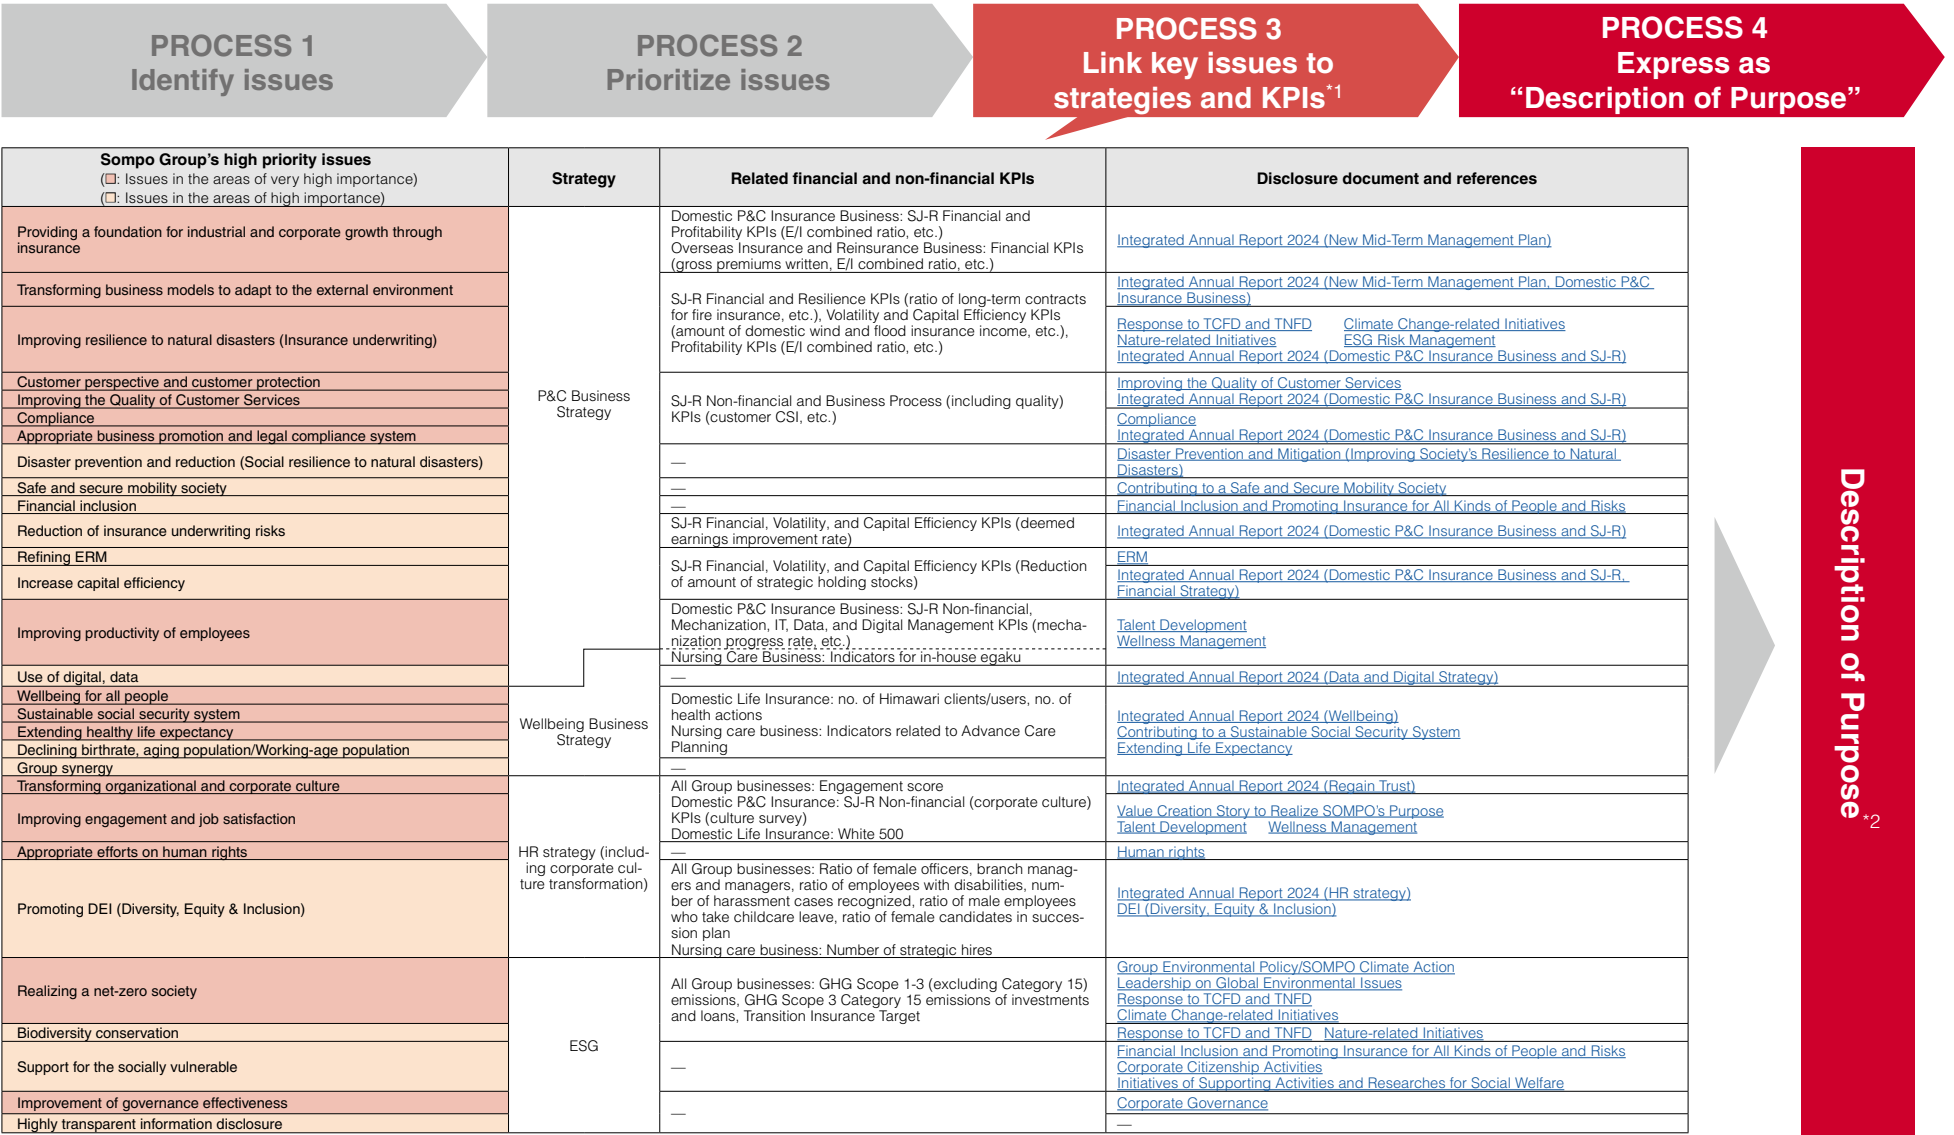 PROCESS 1
Identify issues
PROCESS 2
Prioritize issues
PROCESS 3
Link key issues to
strategies and KPIs*1
PROCESS 4
Express as
“Description of Purpose”
Sompo Group’s high priority issues
(□: Issues in the areas of very high importance)
(□: Issues in the areas of high importance)
Strategy
Related financial and non-financial KPIs
Disclosure document and references
Providing a foundation for industrial and corporate growth through
insurance
P&C Business
Strategy
Domestic P&C Insurance Business: SJ-R Financial and
Profitability KPIs (E/I combined ratio, etc.)
Overseas Insurance and Reinsurance Business: Financial KPIs
(gross premiums written, E/I combined ratio, etc.)
Integrated Annual Report 2024 (New Mid-Term Management Plan)
Transforming business models to adapt to the external environment
SJ-R Financial and Resilience KPIs (ratio of long-term contracts
for fire insurance, etc.), Volatility and Capital Efficiency KPIs
(amount of domestic wind and flood insurance income, etc.),
Profitability KPIs (E/I combined ratio, etc.)
Integrated Annual Report 2024 (New Mid-Term Management Plan, Domestic P&C
Insurance Business)
Improving resilience to natural disasters (Insurance underwriting)
Response to TCFD and TNFD Climate Change-related Initiatives
Nature-related Initiatives ESG Risk Management
Integrated Annual Report 2024 (Domestic P&C Insurance Business and SJ-R)
Customer perspective and customer protection
Improving the Quality of Customer Services
Compliance
Appropriate business promotion and legal compliance system
SJ-R Non-financial and Business Process (including quality)
KPIs (customer CSI, etc.)
Improving the Quality of Customer Services
Integrated Annual Report 2024 (Domestic P&C Insurance Business and SJ-R)
Compliance
Integrated Annual Report 2024 (Domestic P&C Insurance Business and SJ-R)
Disaster prevention and reduction (Social resilience to natural disasters)
—
Disaster Prevention and Mitigation (Improving Society’s Resilience to Natural
Disasters)
Safe and secure mobility society
—
Contributing to a Safe and Secure Mobility Society
Financial inclusion
—
Financial Inclusion and Promoting Insurance for All Kinds of People and Risks
Reduction of insurance underwriting risks
SJ-R Financial, Volatility, and Capital Efficiency KPIs (deemed
earnings improvement rate)
Integrated Annual Report 2024 (Domestic P&C Insurance Business and SJ-R)
Refining ERM
Increase capital efficiency
SJ-R Financial, Volatility, and Capital Efficiency KPIs (Reduction
of amount of strategic holding stocks)
ERM
Integrated Annual Report 2024 (Domestic P&C Insurance Business and SJ-R,
Financial Strategy)
Improving productivity of employees
Domestic P&C Insurance Business: SJ-R Non-financial,
Mechanization, IT, Data, and Digital Management KPIs (mecha-
nization progress rate, etc.)
Nursing Care Business: Indicators for in-house egaku
Talent Development
Wellness Management
Use of digital, data
—
Integrated Annual Report 2024 (Data and Digital Strategy)
Wellbeing for all people
Sustainable social security system
Extending healthy life expectancy
Declining birthrate, aging population/Working-age population
Group synergy
Wellbeing Business
Strategy
Domestic Life Insurance: no. of Himawari clients/users, no. of
health actions
Nursing care business: Indicators related to Advance Care
Planning
—
Integrated Annual Report 2024 (Wellbeing)
Contributing to a Sustainable Social Security System
Extending Life Expectancy
Transforming organizational and corporate culture
Improving engagement and job satisfaction
HR strategy (includ-
ing corporate cul-
ture transformation)
All Group businesses: Engagement score
Domestic P&C Insurance: SJ-R Non-financial (corporate culture)
KPIs (culture survey)
Domestic Life Insurance: White 500
Integrated Annual Report 2024 (Regain Trust)
Value Creation Story to Realize SOMPO’s Purpose
Talent Development Wellness Management
Appropriate efforts on human rights
—
Human rights
Promoting DEI (Diversity, Equity & Inclusion)
All Group businesses: Ratio of female officers, branch manag-
ers and managers, ratio of employees with disabilities, num-
ber of harassment cases recognized, ratio of male employees
who take childcare leave, ratio of female candidates in succes-
sion plan
Nursing care business: Number of strategic hires
Integrated Annual Report 2024 (HR strategy)
DEI (Diversity, Equity & Inclusion)
Realizing a net-zero society
ESG
All Group businesses: GHG Scope 1-3 (excluding Category 15)
emissions, GHG Scope 3 Category 15 emissions of investments
and loans, Transition Insurance Target
Group Environmental Policy/SOMPO Climate Action
Leadership on Global Environmental Issues
Response to TCFD and TNFD
Climate Change-related Initiatives
Biodiversity conservation
Response to TCFD and TNFD Nature-related Initiatives
Support for the socially vulnerable
—
Financial Inclusion and Promoting Insurance for All Kinds of People and Risks
Corporate Citizenship Activities
Initiatives of Supporting Activities and Researches for Social Welfare
Improvement of governance effectiveness
—
Corporate Governance
Highly transparent information disclosure
—
Description of Purpose*2